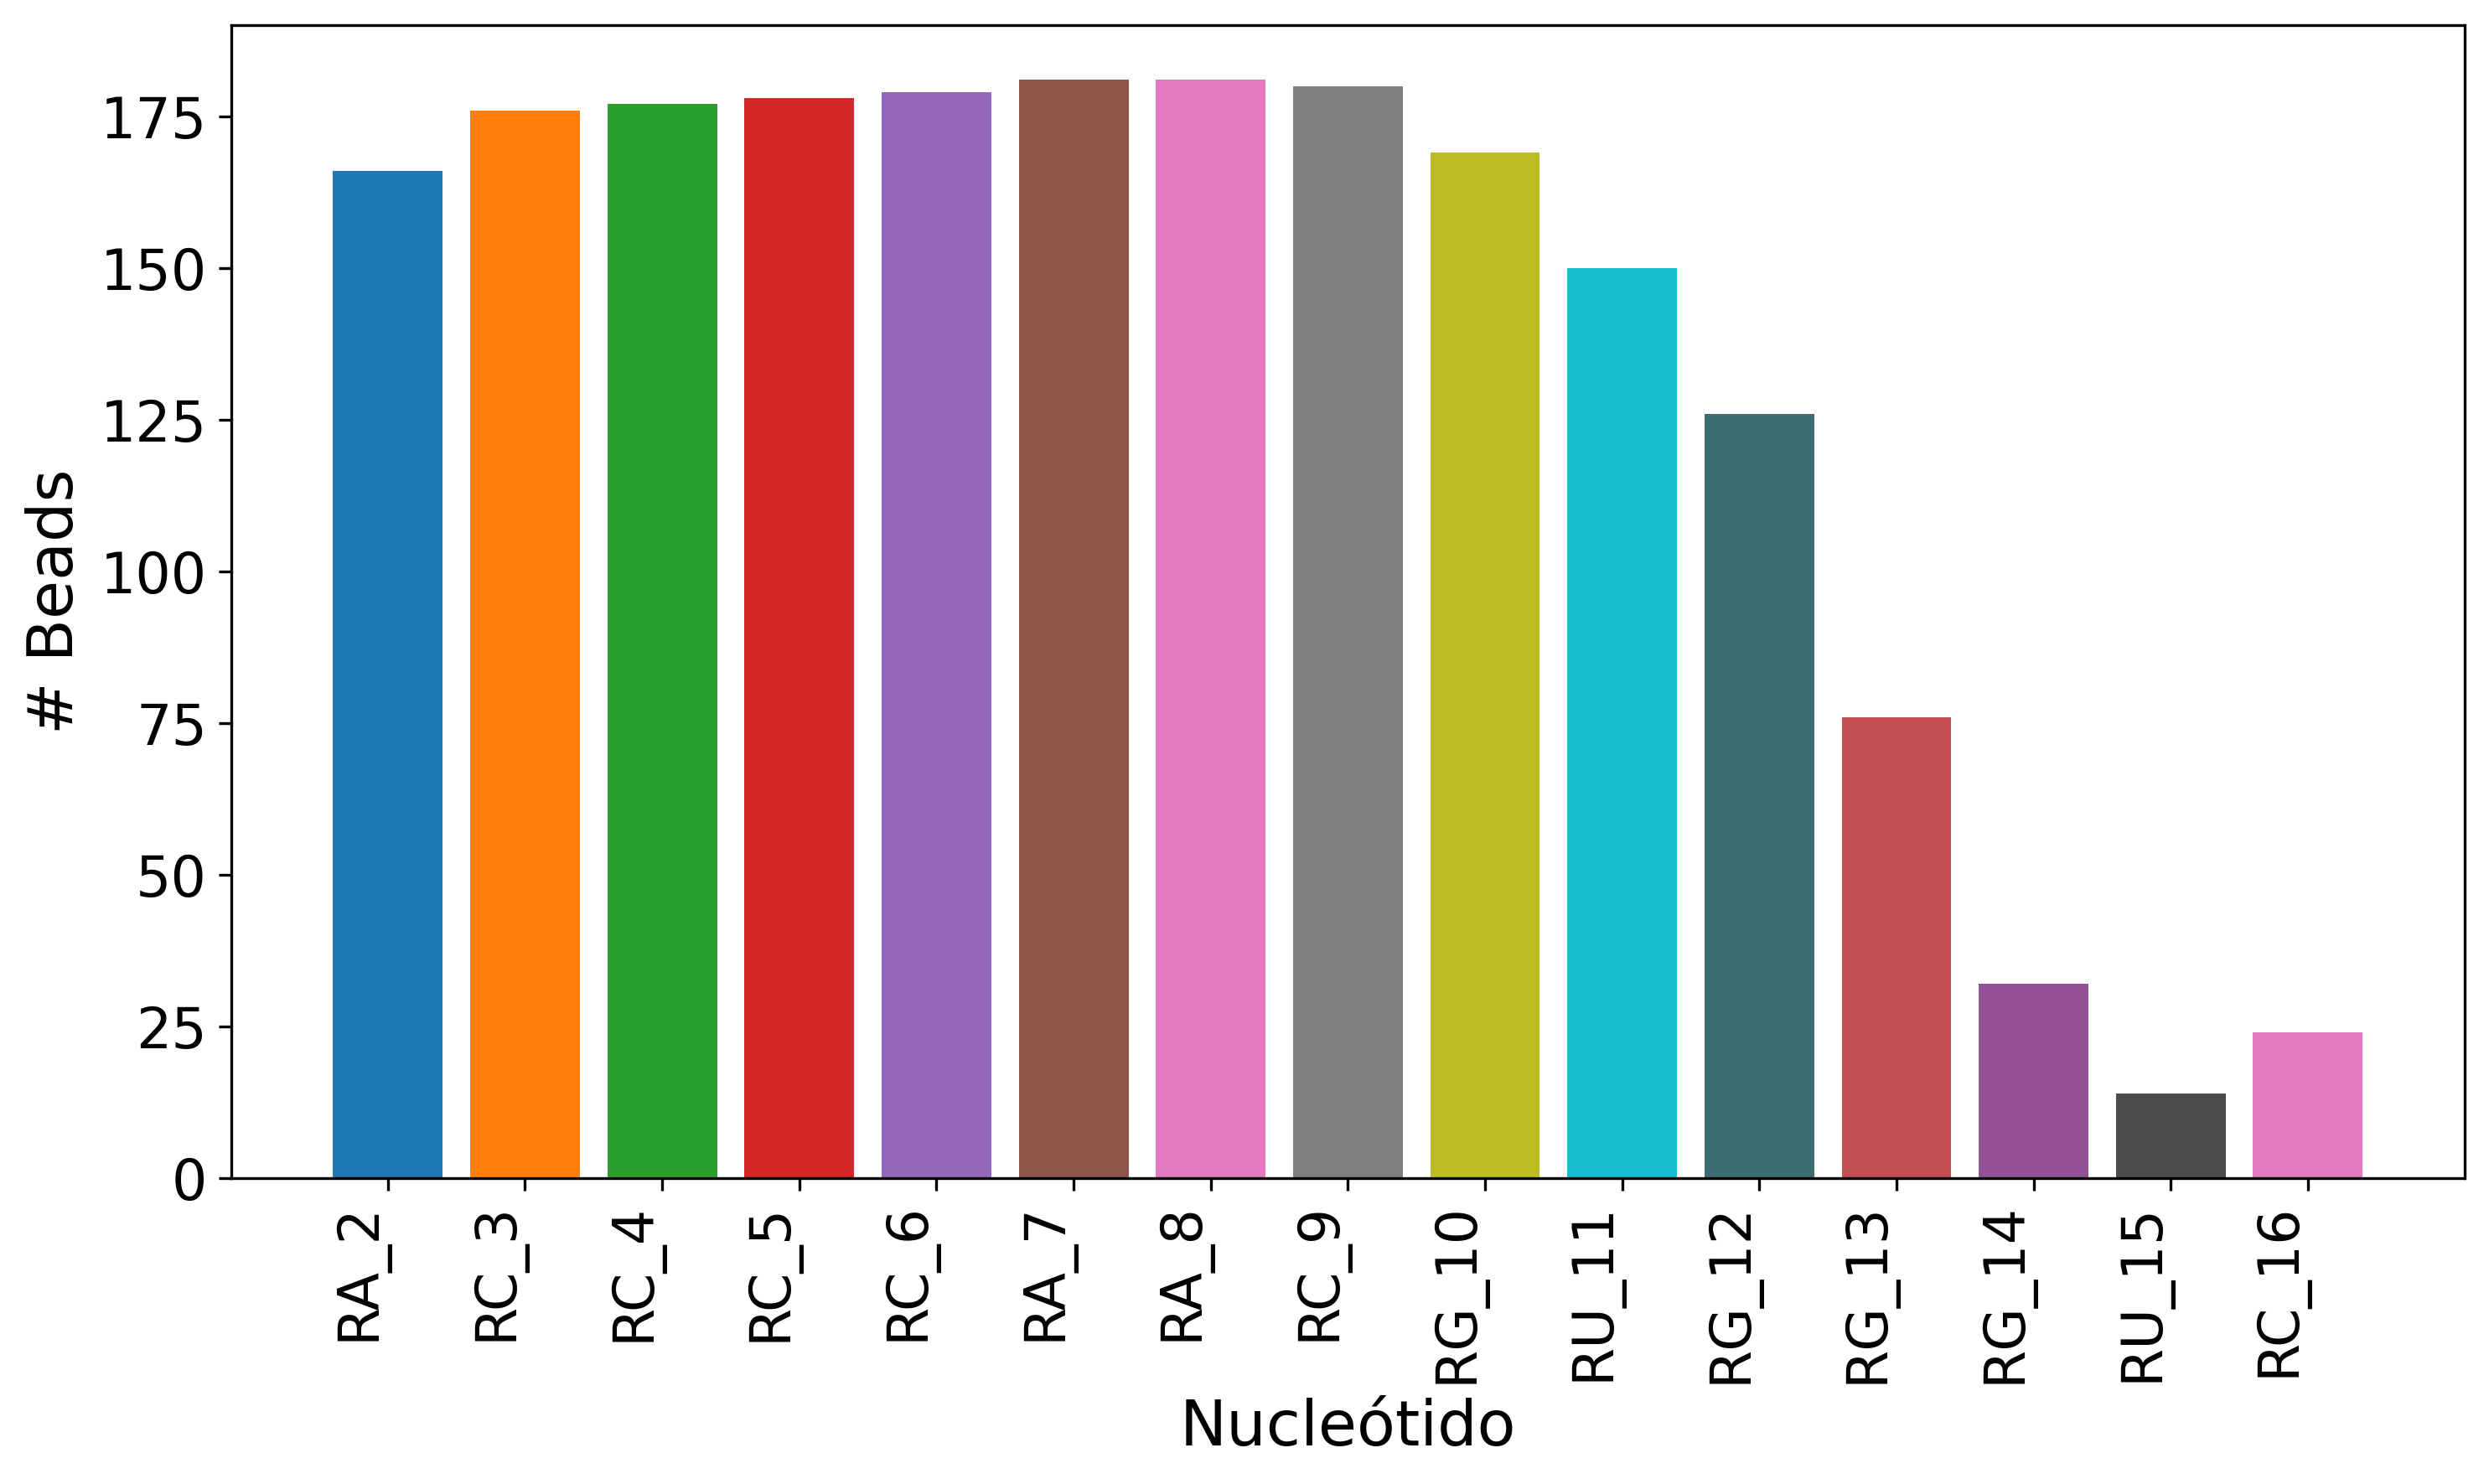 # Beads
175
150
125
100
75
50
25
0
RA_2
RC_3
RC_4
RC_5
RC_6
RA_7
RA_8
RC_9
RG_10
RU_11
RG_12
RG_13
RG_14
RU_15
RC_16
Nucleótido